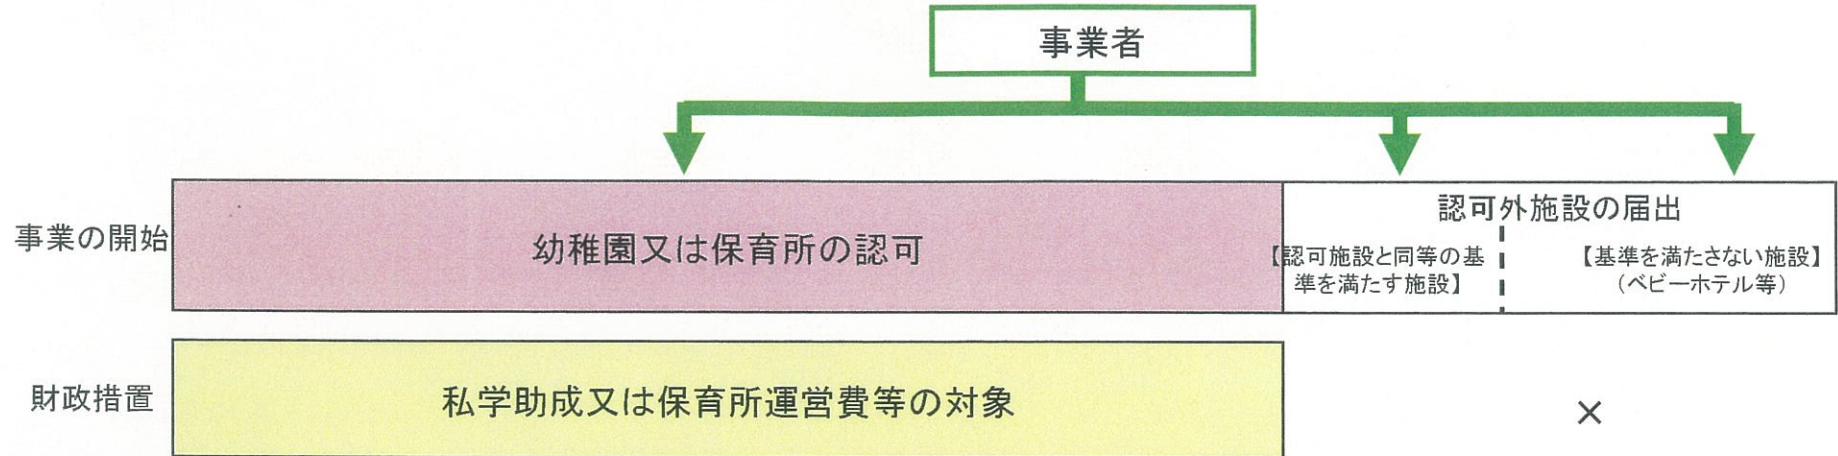 事業者
事業の開始
幼稚園又は保育所の認可
認可外施設の届出
【認可施設と同等の基
準を満たす施設】
【基準を満たさない施設】
（ベビーホテル等）
財政措置
私学助成又は保育所運営費等の対象
×